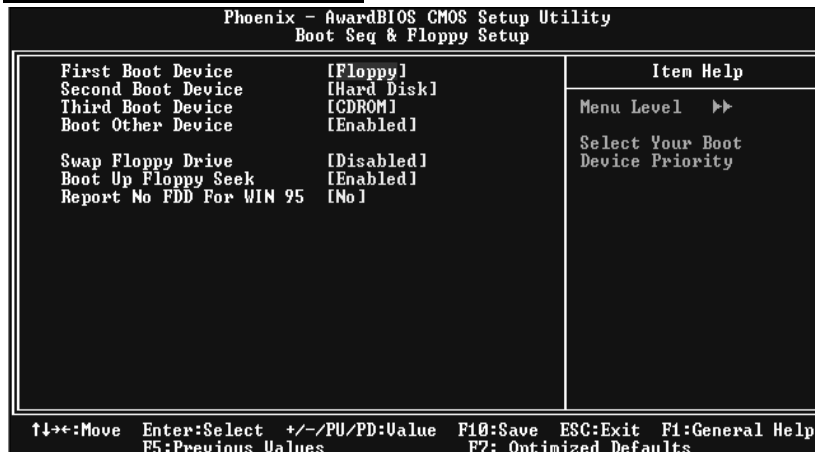 Phoenix - AwardBIOS CMOS Setup Utility
Boot Seq & Floppy Setup
First Boot Device [Floppy]
Second Boot Device [Hard Disk]
Third Boot Device [CDROM]
Boot Other Device [Enabled]
Swap Floppy Drive [Disabled]
Boot Up Floppy Seek [Enabled]
Report No FDD For WIN 95 [No]
Item Help
Menu Level ▶▶
Select Your Boot
Device Priority
↑↓→←:Move Enter:Select +/-/PU/PD:Value F10:Save ESC:Exit F1:General Help
F5:Previous Values F7: Optimized Defaults